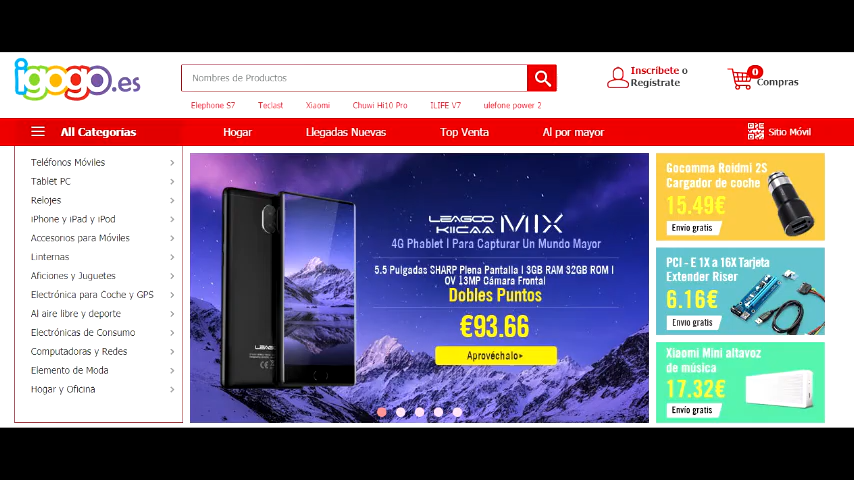 igogo.es
Nombres de Productos
Inscríbete o
Regístrate
0
Compras
Elephone S7
Teclast
Xiaomi
Chuwi Hi10 Pro
ILIFE V7
ulefone power 2
All Categorías
Hogar
Llegadas Nuevas
Top Venta
Al por mayor
Sitio Móvil
Teléfonos Móviles
Tablet PC
Relojes
iPhone y iPad y iPod
Accesorios para Móviles
Linternas
Aficiones y Juguetes
Electrónica para Coche y GPS
Al aire libre y deporte
Electrónicas de Consumo
Computadoras y Redes
Elemento de Moda
Hogar y Oficina
LEAGOO
LEAGOO
KIICAA MIX
4G Phablet | Para Capturar Un Mundo Mayor
5.5 Pulgadas SHARP Plena Pantalla | 3GB RAM 32GB ROM |
OV 13MP Cámara Frontal
Dobles Puntos
€93.66
Aprovéchalo
Gocomma Roidmi 2S
Cargador de coche
15.49€
Envío gratis
PCI - E 1X a 16X Tarjeta
Extender Riser
6.16€
Envío gratis
Xiaomi Mini altavoz
de música
17.32€
Envío gratis